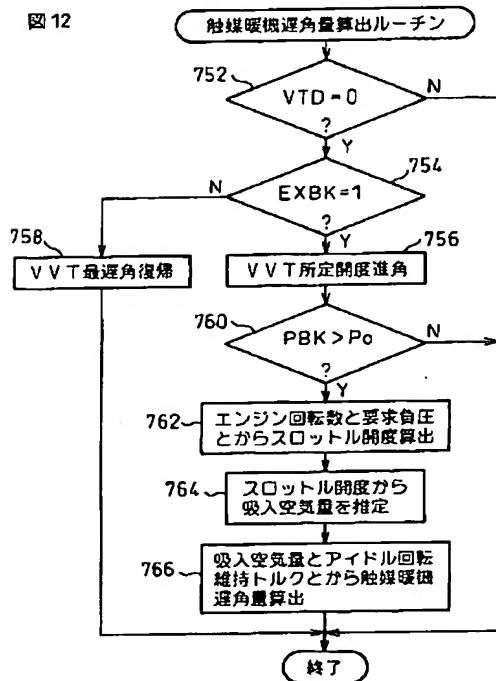 図12
触媒暖機遅角量算出ルーチン
752
VTD=0
?
N
Y
754
EXBK=1
?
N
Y
758
VVT最遅角復帰
756
VVT所定開度進角
760
PBK>Po
?
N
Y
762
エンジン回転数と要求負圧
とからスロットル開度算出
764
スロットル開度から
吸入空気量を推定
766
吸入空気量とアイドル回転
維持トルクとから触媒暖機
遅角量算出
終了